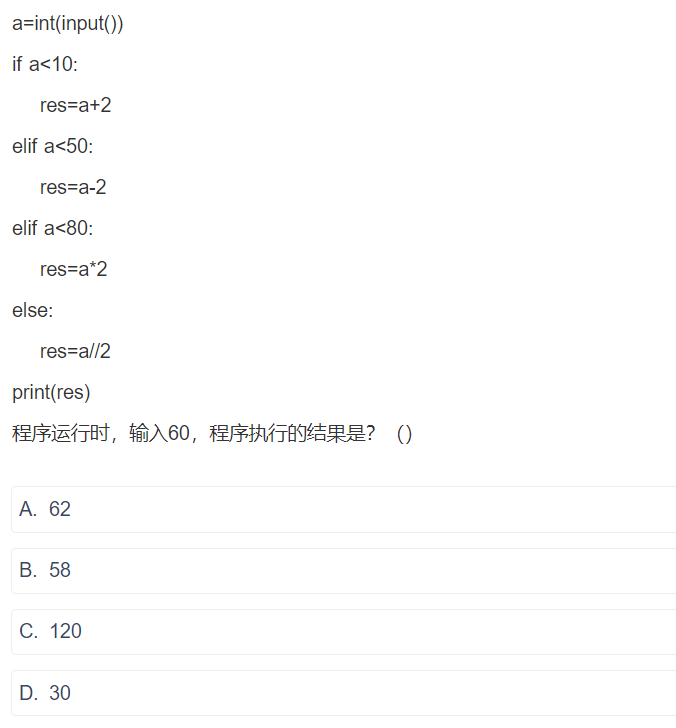 a=int(input())
if a<10:
res=a+2
elif a<50:
res=a-2
elif a<80:
res=a*2
else:
res=a//2
print(res)
程序运行时，输入60，程序执行的结果是？（）
A. 62
B. 58
C. 120
D. 30